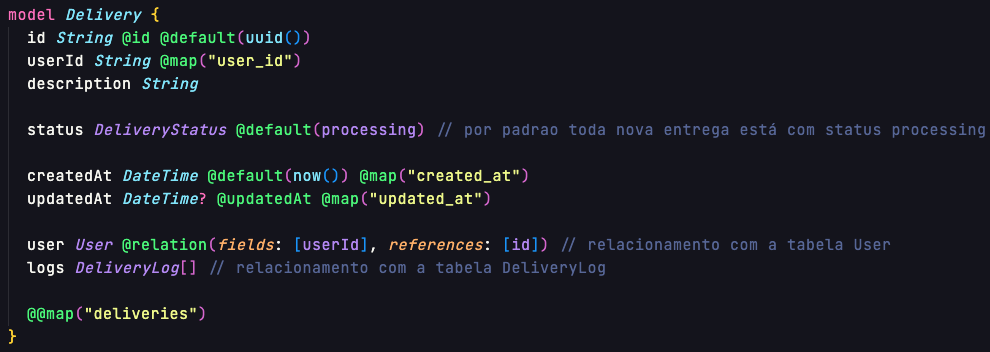 model Delivery {
id String @id @default(uuid())
userId String @map("user_id")
description String
status DeliveryStatus @default(processing) // por padrao toda nova entrega está com status processing
createdAt DateTime @default(now()) @map("created_at")
updatedAt DateTime? @updatedAt @map("updated_at")
user User @relation(fields: [userId], references: [id]) // relacionamento com a tabela User
logs DeliveryLog[] // relacionamento com a tabela DeliveryLog
@@map("deliveries")
}